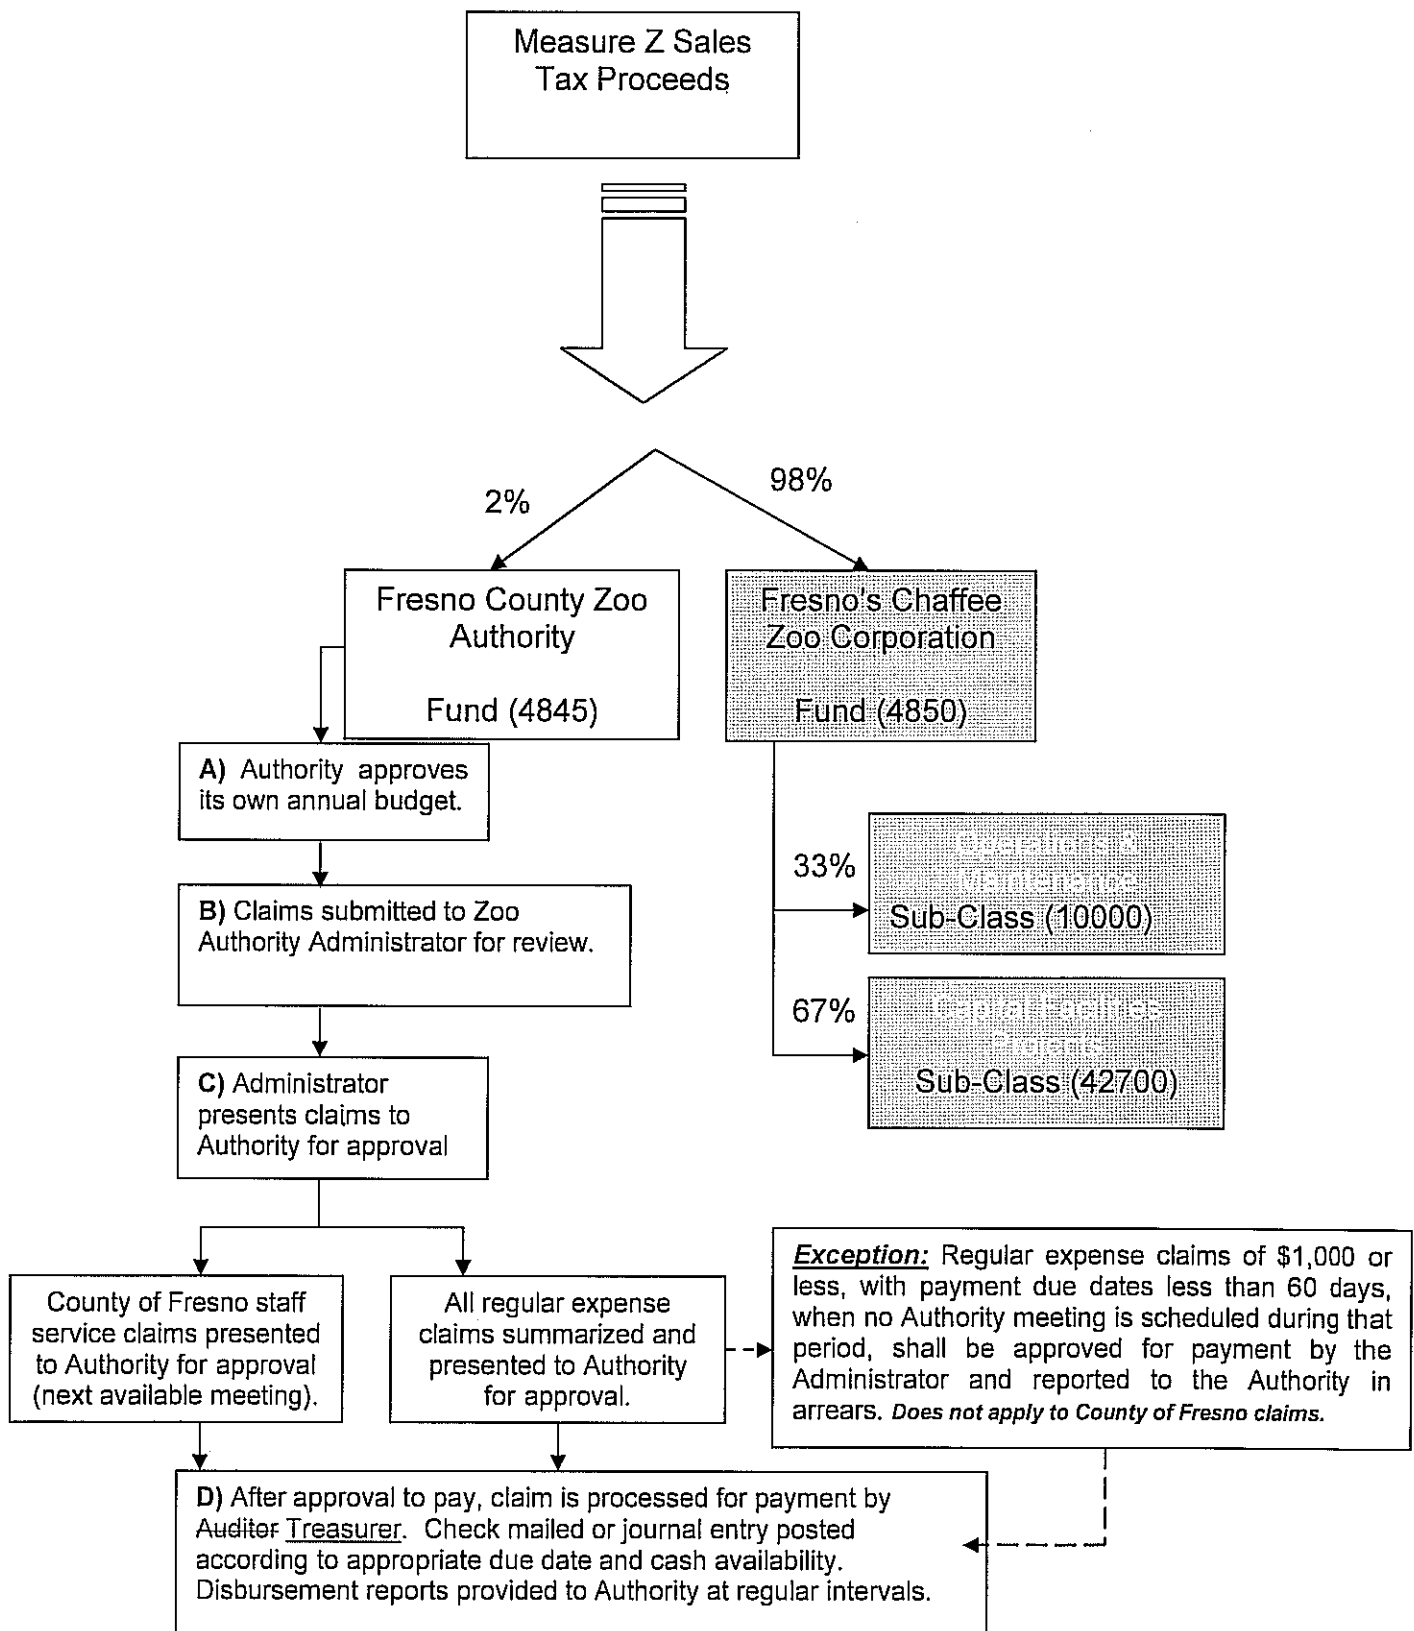 Measure Z Sales
Tax Proceeds
2%
98%
Fresno County Zoo
Authority
Fund (4845)
Fresno's Chaffee
Zoo Corporation
Fund (4850)
A) Authority approves
its own annual budget.
33%
Operations &
Maintenence
Sub-Class (10000)
B) Claims submitted to Zoo
Authority Administrator for review.
67%
Capital Facilities
Projects
Sub-Class (42700)
C) Administrator
presents claims to
Authority for approval
County of Fresno staff
service claims presented
to Authority for approval
(next available meeting).
All regular expense
claims summarized and
presented to Authority
for approval.
Exception: Regular expense claims of $1,000 or
less, with payment due dates less than 60 days,
when no Authority meeting is scheduled during that
period, shall be approved for payment by the
Administrator and reported to the Authority in
arrears. Does not apply to County of Fresno claims.
D) After approval to pay, claim is processed for payment by
Auditor Treasurer. Check mailed or journal entry posted
according to appropriate due date and cash availability.
Disbursement reports provided to Authority at regular intervals.